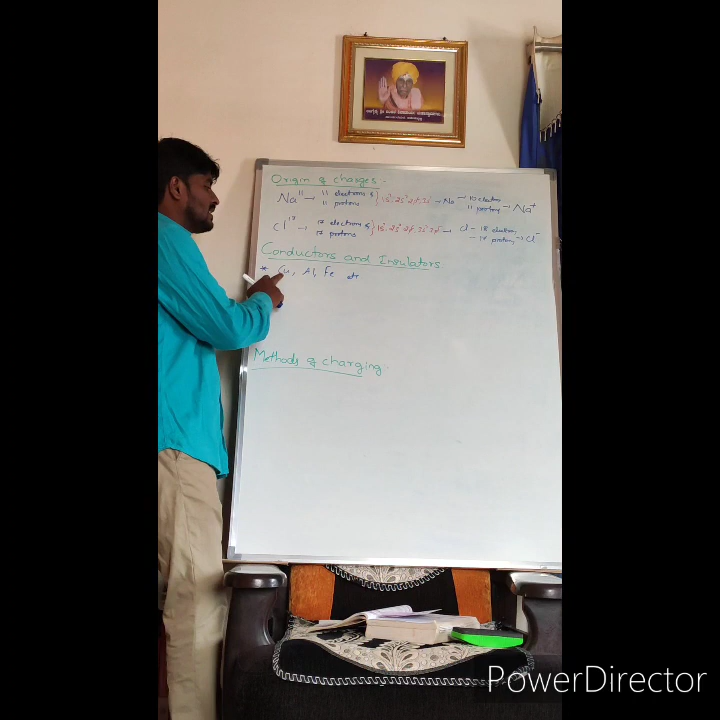 Origin of charges -
Na¹¹ → 11 electrons &
11 protons } 1s² 2s² 2p⁶ 3s¹ → Na → 10 electrons
11 protons → Na⁺
Cl¹⁷ → 17 electrons &
17 protons } 1s² 2s² 2p⁶ 3s² 3p⁵ → Cl - 18 electrons
- 17 protons → Cl⁻
Conductors and Insulators
* Cu, Al, Fe etc
Methods of charging:
PowerDirector